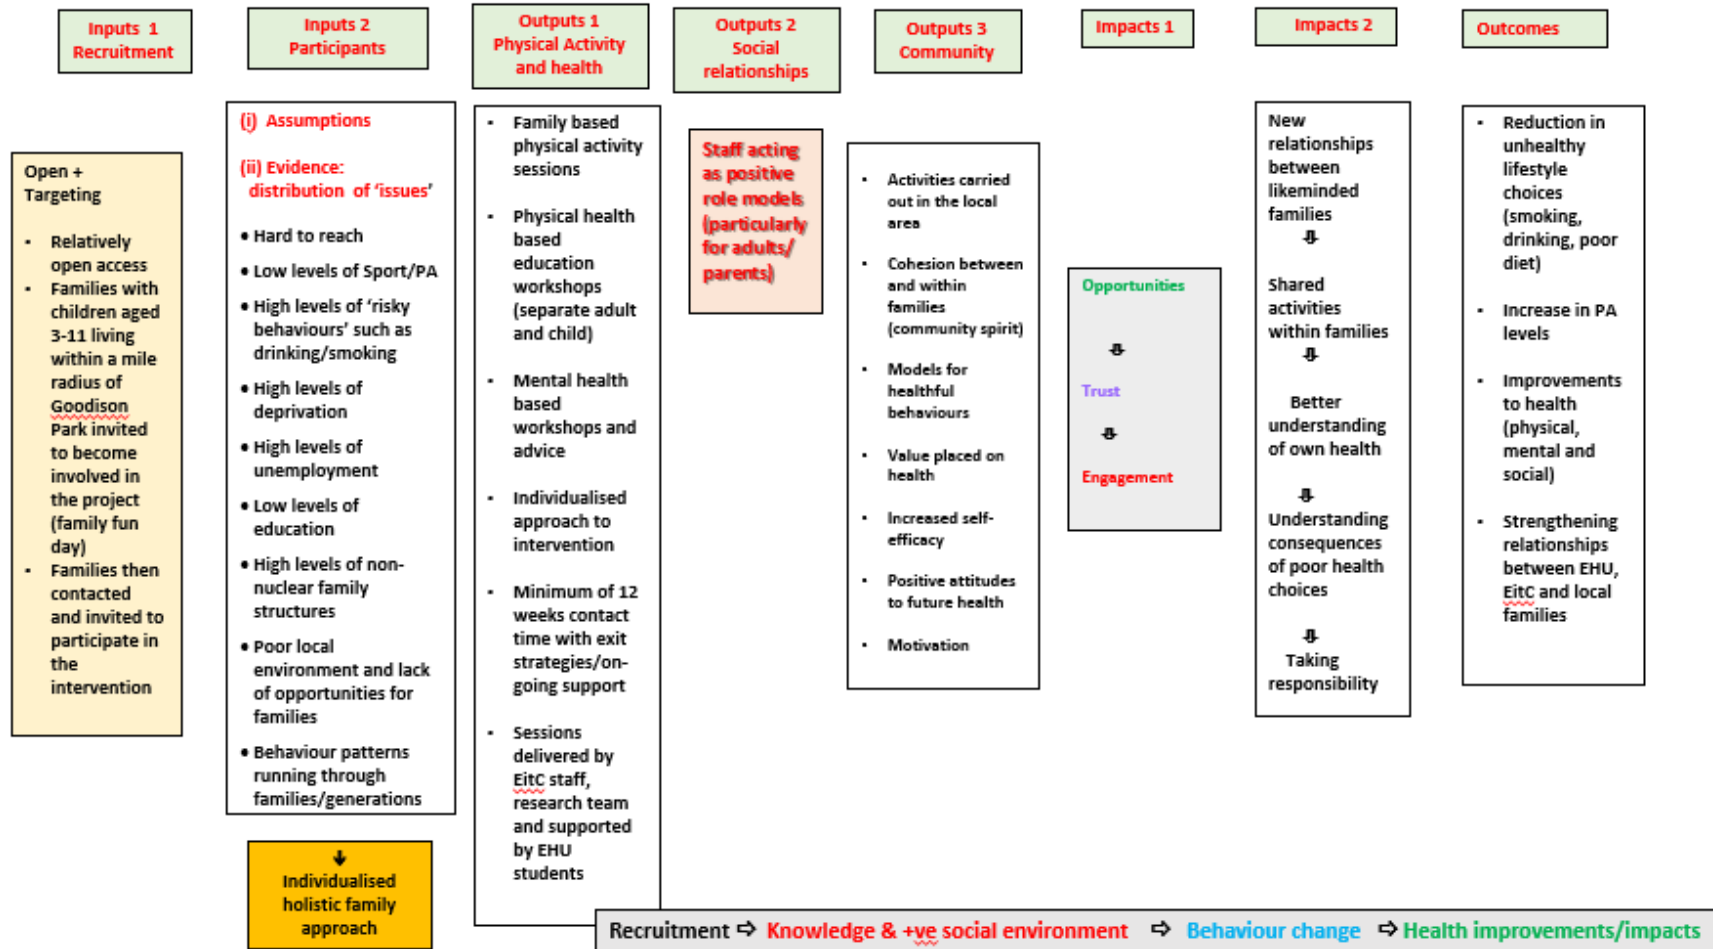 Inputs 1
Recruitment
Inputs 2
Participants
Outputs 1
Physical Activity
and health
Outputs 2
Social
relationships
Outputs 3
Community
Impacts 1
Impacts 2
Outcomes
Open +
Targeting
▪ Relatively
open access
▪ Families with
children aged
3-11 living
within a mile
radius of
Goodison
Park invited
to become
involved in
the project
(family fun
day)
▪ Families then
contacted
and invited to
participate in
the
intervention
(i) Assumptions
(ii) Evidence:
distribution of ‘issues’
• Hard to reach
• Low levels of Sport/PA
• High levels of ‘risky
behaviours’ such as
drinking/smoking
• High levels of
deprivation
• High levels of
unemployment
• Low levels of
education
• High levels of non-
nuclear family
structures
• Poor local
environment and lack
of opportunities for
families
• Behaviour patterns
running through
families/generations
↓
Individualised
holistic family
approach
▪ Family based
physical activity
sessions
▪ Physical health
based
education
workshops
(separate adult
and child)
▪ Mental health
based
workshops and
advice
▪ Individualised
approach to
intervention
▪ Minimum of 12
weeks contact
time with exit
strategies/on-
going support
▪ Sessions
delivered by
EitC staff,
research team
and supported
by EHU
students
Staff acting
as positive
role models
(particularly
for adults/
parents)
▪ Activities carried
out in the local
area
▪ Cohesion between
and within
families
(community spirit)
▪ Models for
healthful
behaviours
▪ Value placed on
health
▪ Increased self-
efficacy
▪ Positive attitudes
to future health
▪ Motivation
Opportunities
⇩
Trust
⇩
Engagement
New
relationships
between
likeminded
families
⇩
Shared
activities
within families
⇩
Better
understanding
of own health
⇩
Understanding
consequences
of poor health
choices
⇩
Taking
responsibility
▪ Reduction in
unhealthy
lifestyle
choices
(smoking,
drinking, poor
diet)
▪ Increase in PA
levels
▪ Improvements
to health
(physical,
mental and
social)
▪ Strengthening
relationships
between EHU,
EitC and local
families
Recruitment ⇨ Knowledge & +ve social environment ⇨ Behaviour change ⇨ Health improvements/impacts